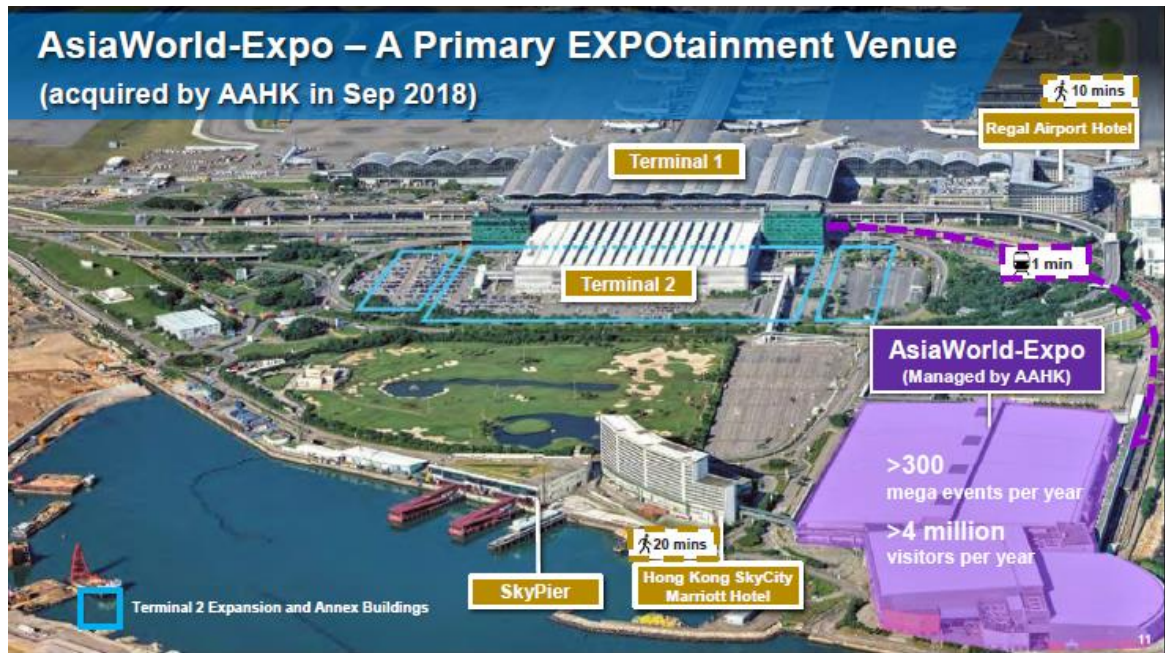 AsiaWorld-Expo – A Primary EXPOtainment Venue
(acquired by AAHK in Sep 2018)
10 mins
Regal Airport Hotel
Terminal 1
1 min
Terminal 2
AsiaWorld-Expo
(Managed by AAHK)
>300
mega events per year
>4 million
visitors per year
20 mins
SkyPier
Hong Kong SkyCity
Marriott Hotel
Terminal 2 Expansion and Annex Buildings
11